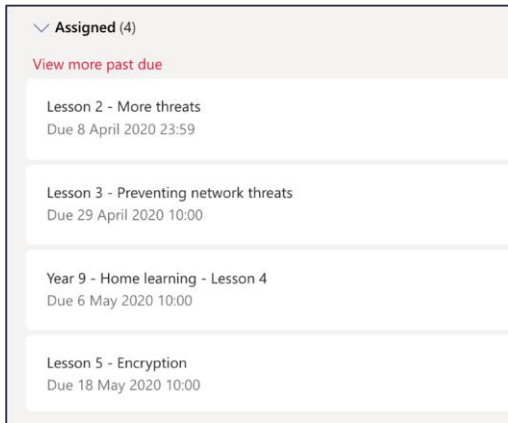 Assigned (4)
View more past due
Lesson 2 - More threats
Due 8 April 2020 23:59
Lesson 3 - Preventing network threats
Due 29 April 2020 10:00
Year 9 - Home learning - Lesson 4
Due 6 May 2020 10:00
Lesson 5 - Encryption
Due 18 May 2020 10:00